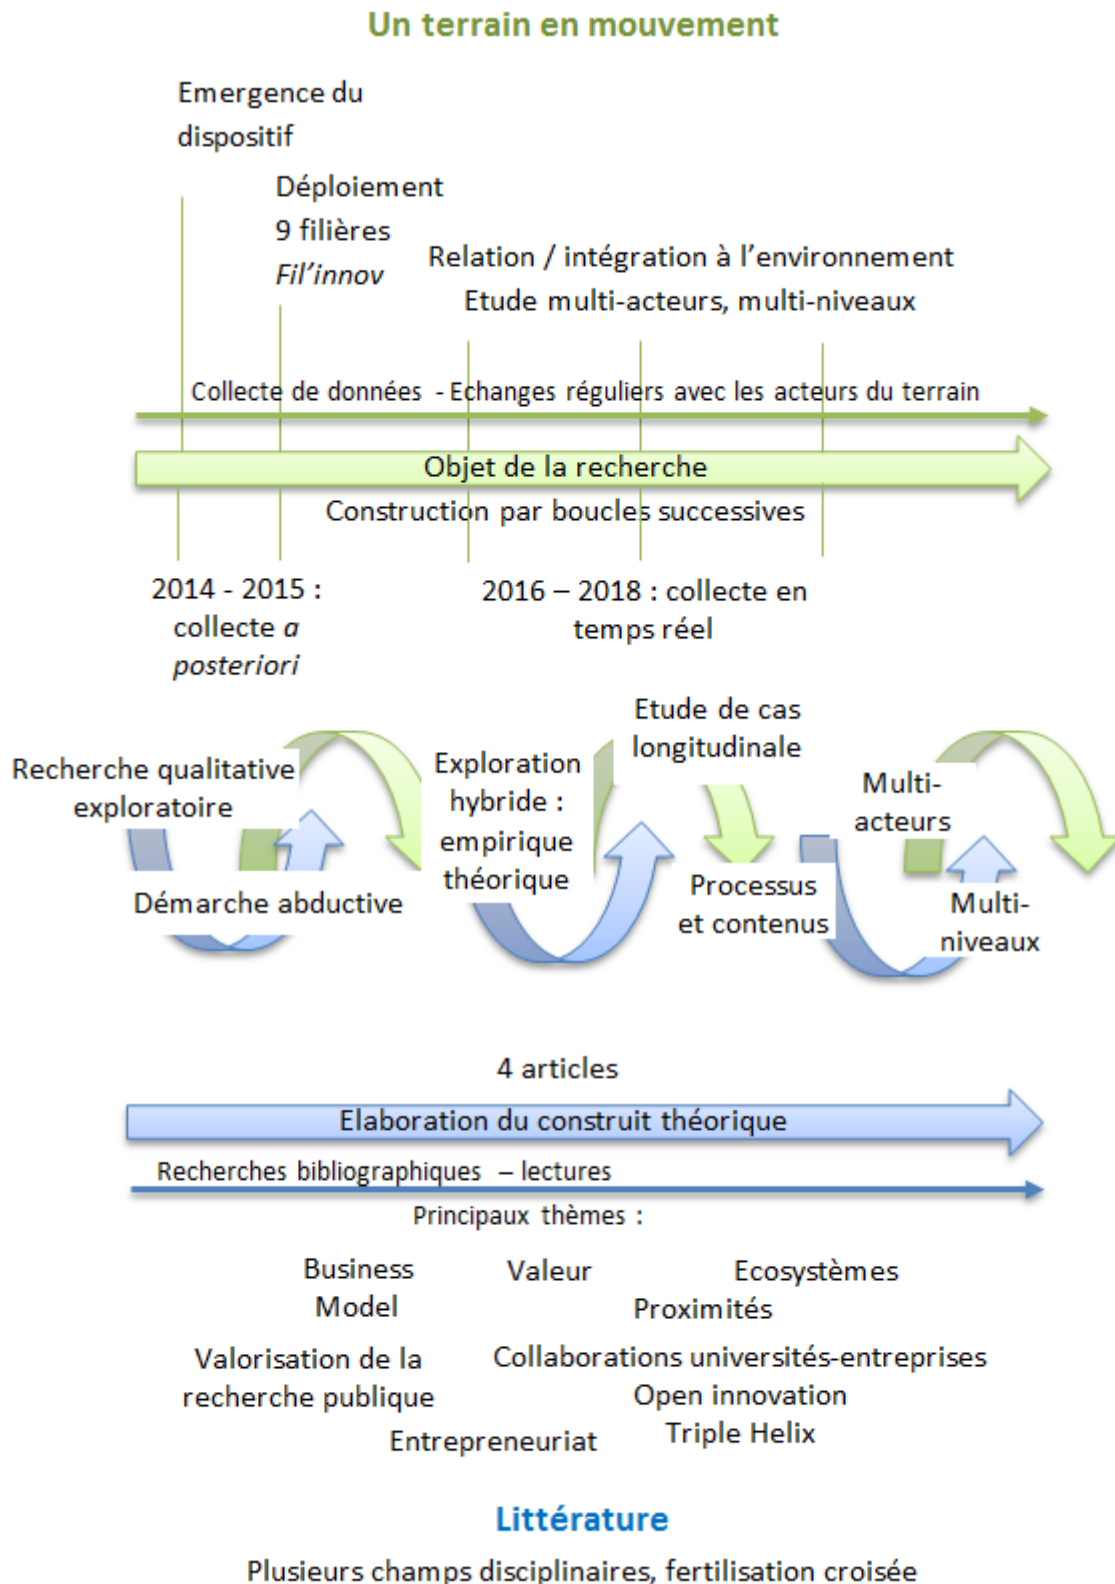 Un terrain en mouvement
Emergence du
dispositif
Déploiement
9 filières
Fil'innov
Relation / intégration à l'environnement
Etude multi-acteurs, multi-niveaux
Collecte de données - Echanges réguliers avec les acteurs du terrain
Objet de la recherche
Construction par boucles successives
2014 - 2015 :
collecte a
posteriori
2016 – 2018 : collecte en
temps réel
Recherche qualitative
exploratoire
Démarche abductive
Exploration
hybride :
empirique
théorique
Etude de cas
longitudinale
Processus
et contenus
Multi-
acteurs
Multi-
niveaux
4 articles
Elaboration du construit théorique
Recherches bibliographiques – lectures
Principaux thèmes :
Business
Model
Valeur
Ecosystèmes
Proximités
Valorisation de la
recherche publique
Collaborations universités-entreprises
Open innovation
Triple Helix
Entrepreneuriat
Littérature
Plusieurs champs disciplinaires, fertilisation croisée